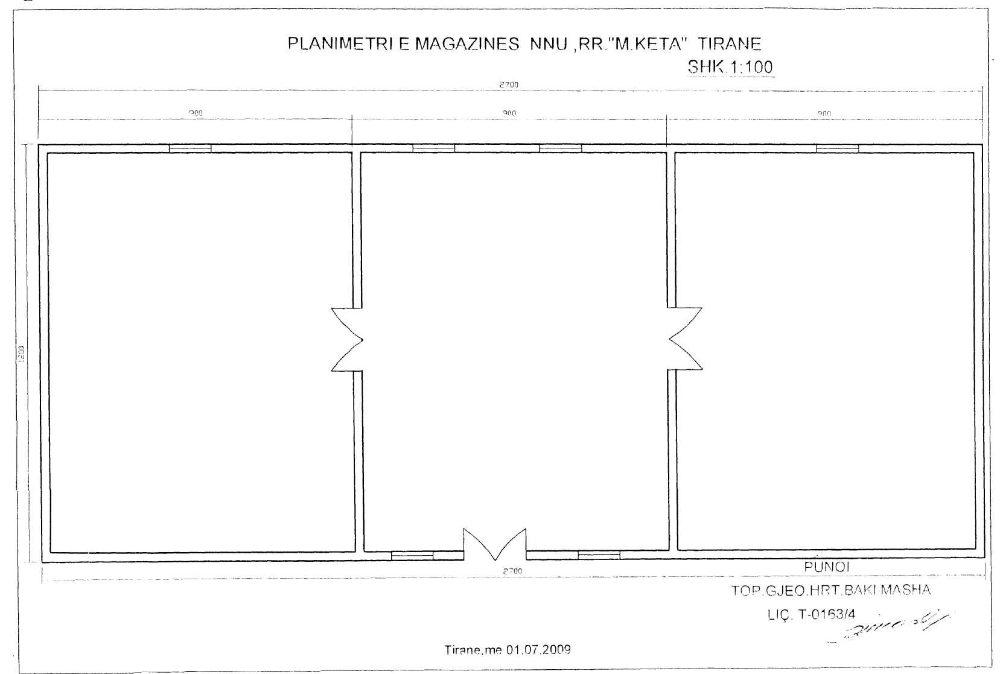 PLANIMETRI E MAGAZINES NNU ,RR."M.KETA" TIRANE
SHK.1:100
2700
900 900 900
1200
2700
PUNOI
TOP.GJEO.HRT.BAKI MASHA
LIÇ. T-0163/4
Tirane,me 01.07.2009